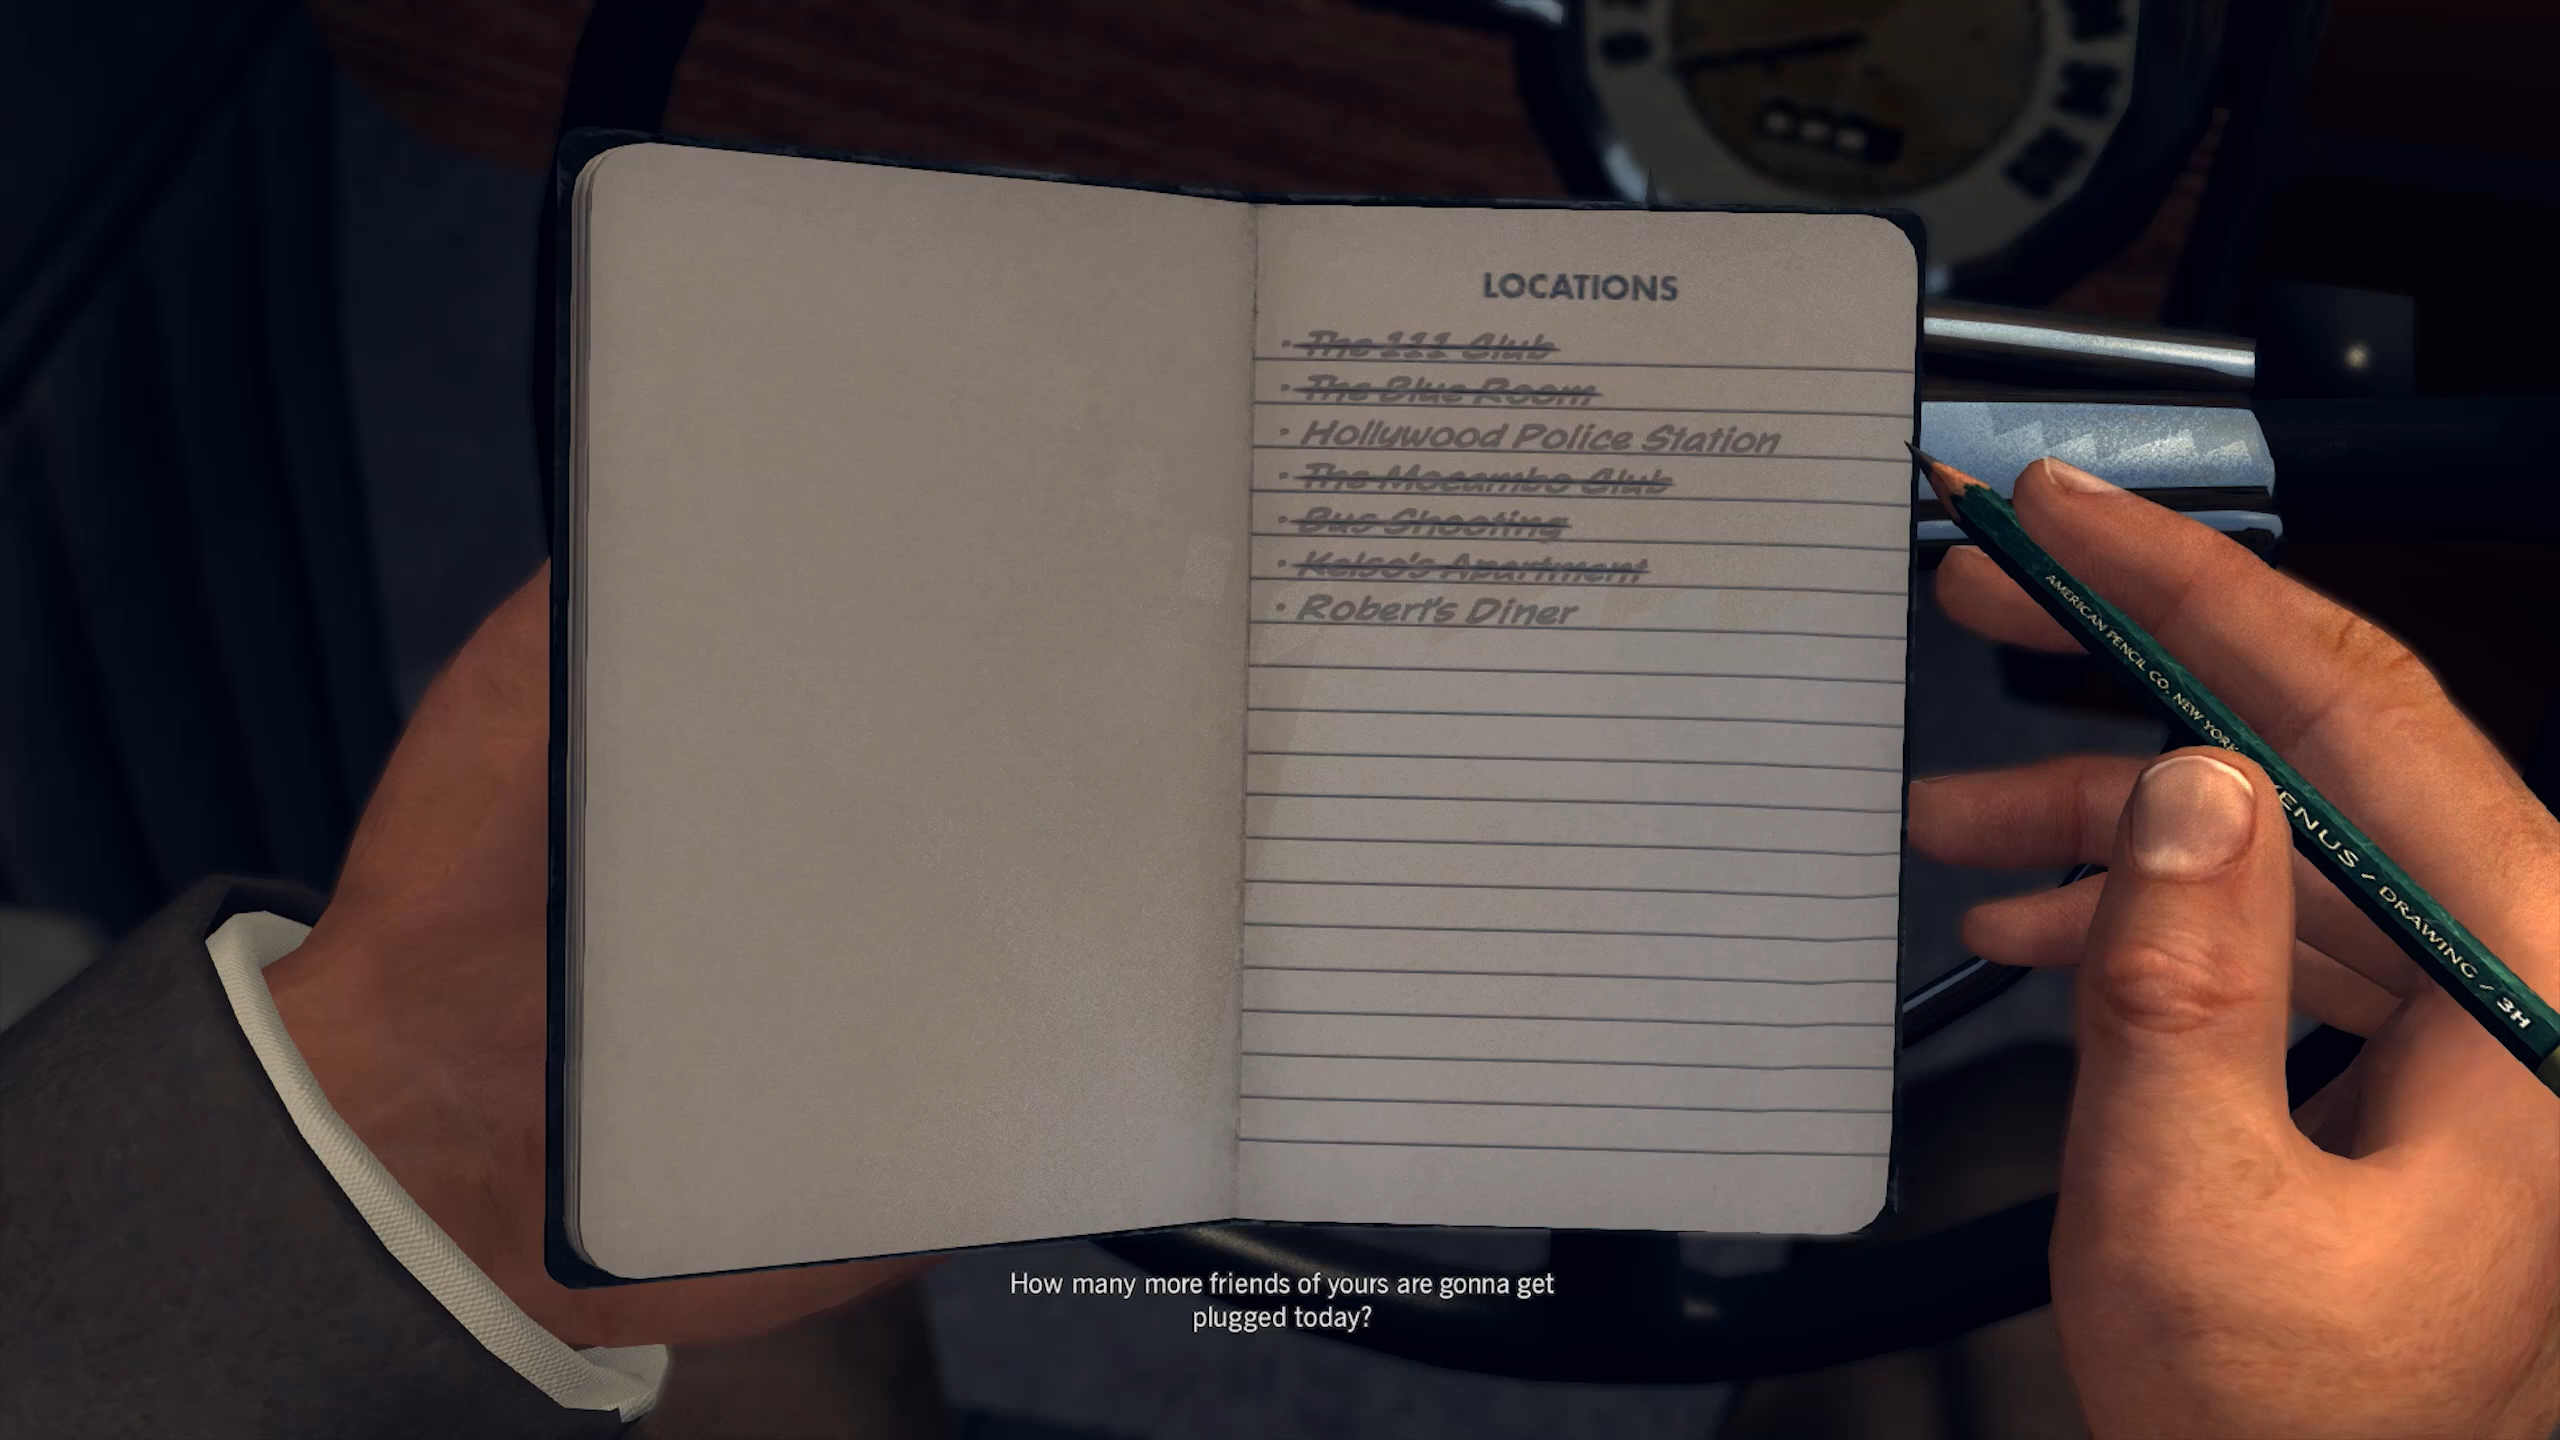 LOCATIONS
• The 111 Club
• The Blue Room
• Hollywood Police Station
• The Mocambo Club
• Bus Shooting
• Kelso's Apartment
• Robert's Diner
AMERICAN PENCIL CO. NEW YORK
VENUS / DRAWING / 3H
How many more friends of yours are gonna get
plugged today?